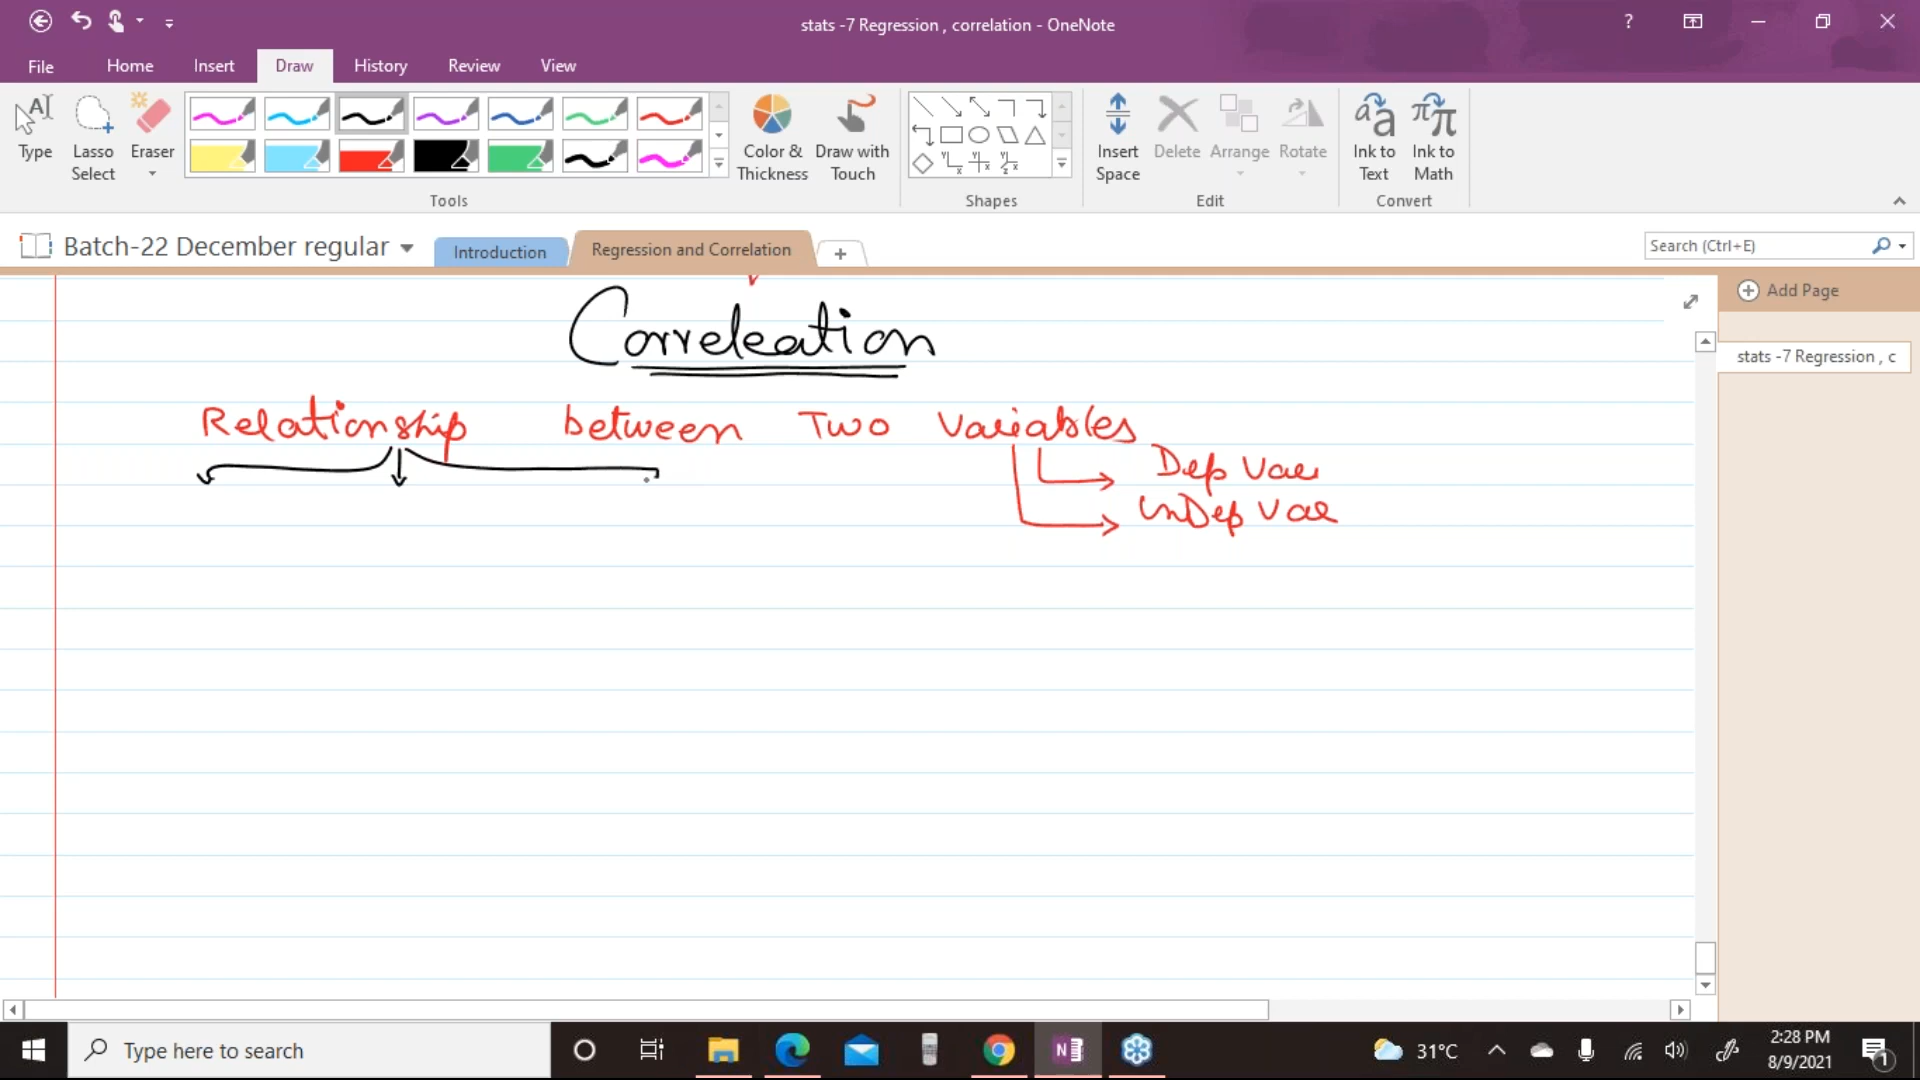 stats -7 Regression , correlation - OneNote
?
File Home Insert Draw History Review View
Type
Lasso Select
Eraser
Color & Thickness
Draw with Touch
Insert Space
Delete
Arrange
Rotate
Ink to Text
Ink to Math
Tools Shapes Edit Convert
Batch-22 December regular
Introduction
Regression and Correlation
Search (Ctrl+E)
Add Page
stats -7 Regression , c
Correleation
Relationship between Two Variables
Dep Var
InDep Var
Type here to search
31°C
2:28 PM
8/9/2021
1